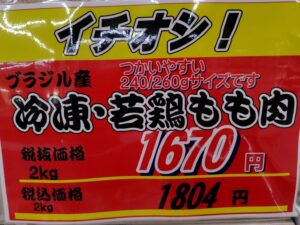 イチオシ!
ブラジル産
つかいやすい
240/260gサイズです
冷凍・若鶏もも肉
税抜価格
2kg
1670円
税込価格
2kg
1804円